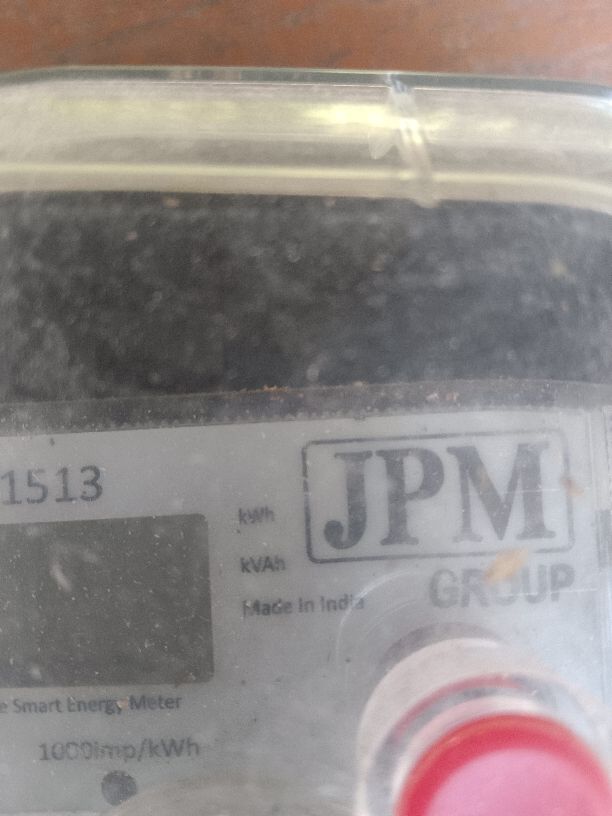 1513
JPM
GROUP
kWh
kVAh
Made in India
e Smart Energy Meter
1000imp/kWh